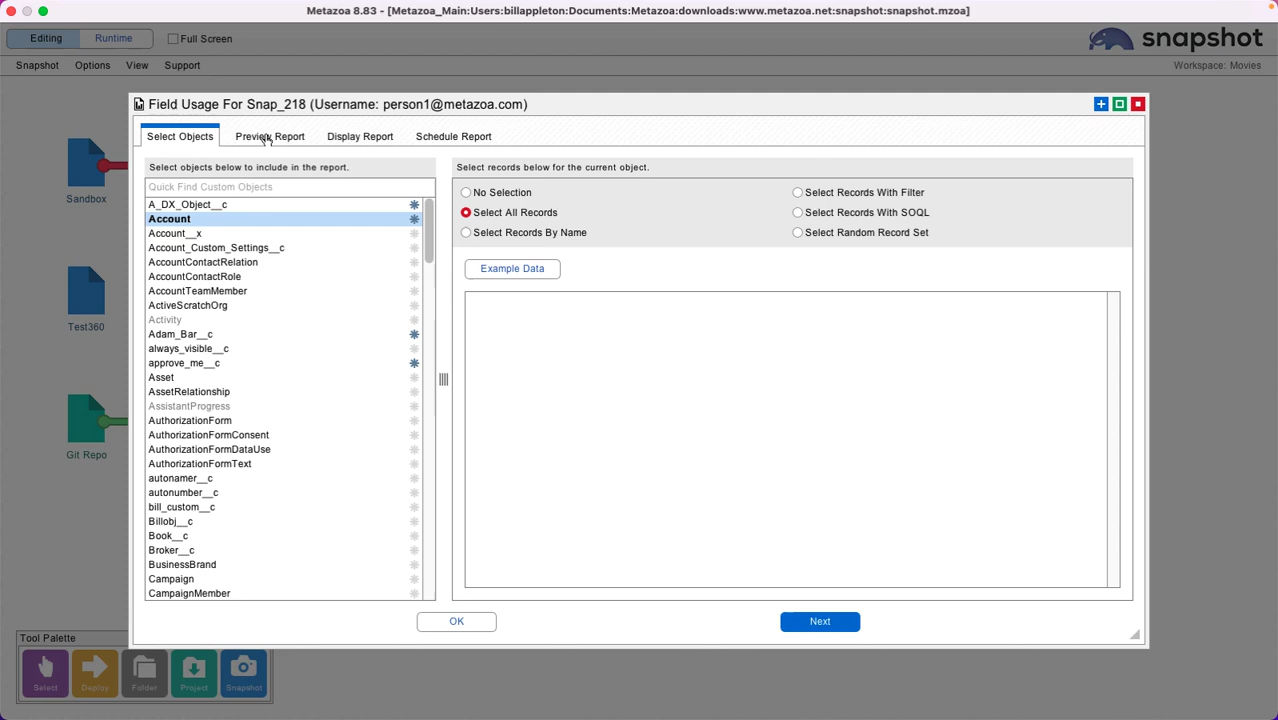 Metazoa 8.83 - [Metazoa_Main:Users:billappleton:Documents:Metazoa:downloads:www.metazoa.net:snapshot:snapshot.mzoa]
Editing Runtime Full Screen
snapshot
Snapshot Options View Support
Workspace: Movies
Field Usage For Snap_218 (Username: person1@metazoa.com)
Select Objects Preview Report Display Report Schedule Report
Select objects below to include in the report.
Quick Find Custom Objects
A_DX_Object__c
Account
Account__x
Account_Custom_Settings__c
AccountContactRelation
AccountContactRole
AccountTeamMember
ActiveScratchOrg
Activity
Adam_Bar__c
always_visible__c
approve_me__c
Asset
AssetRelationship
AssistantProgress
AuthorizationForm
AuthorizationFormConsent
AuthorizationFormDataUse
AuthorizationFormText
autonamer__c
autonumber__c
bill_custom__c
Billobj__c
Book__c
Broker__c
BusinessBrand
Campaign
CampaignMember
Select records below for the current object.
No Selection
Select All Records
Select Records By Name
Select Records With Filter
Select Records With SOQL
Select Random Record Set
Example Data
OK
Next
Sandbox
Test360
Git Repo
Tool Palette
Select Deploy Folder Project Snapshot